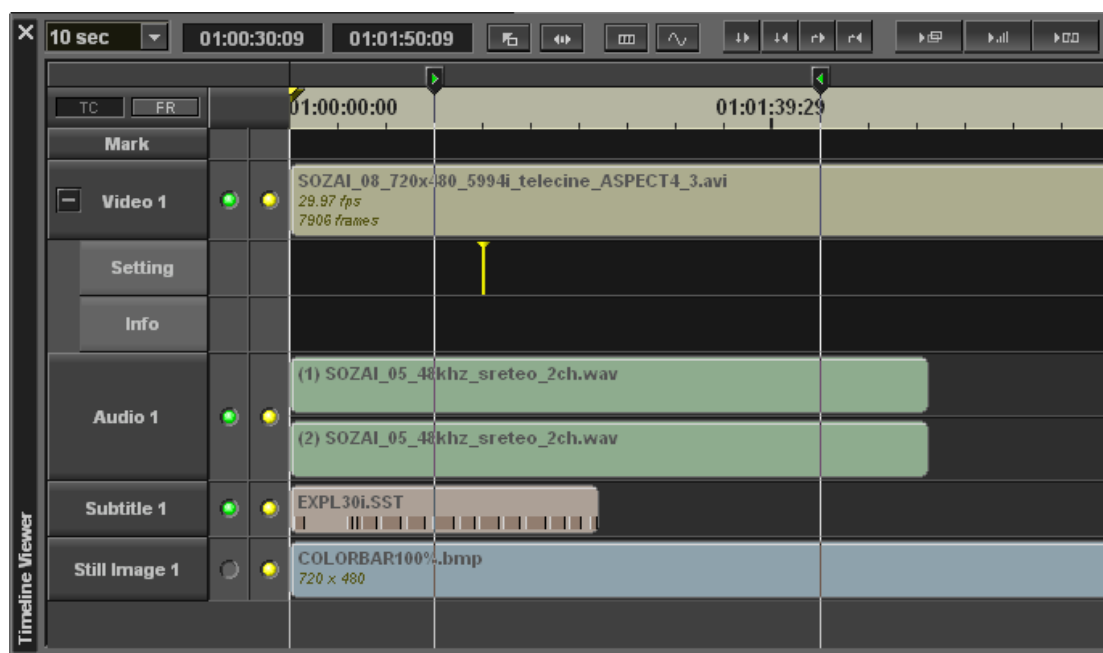 10 sec 01:00:30:09 01:01:50:09
TC FR 01:00:00:00 01:01:39:29
Mark
Video 1
SOZAI_08_720x480_5994i_telecine_ASPECT4_3.avi
29.97 fps
7906 frames
Setting
Info
Audio 1
(1) SOZAI_05_48khz_sreteo_2ch.wav
(2) SOZAI_05_48khz_sreteo_2ch.wav
Subtitle 1
EXPL30i.SST
Still Image 1
COLORBAR100%.bmp
720 x 480
Timeline Viewer